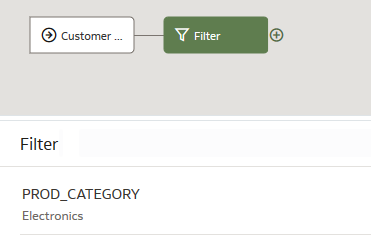 Customer ...
Filter
Filter
PROD_CATEGORY
Electronics